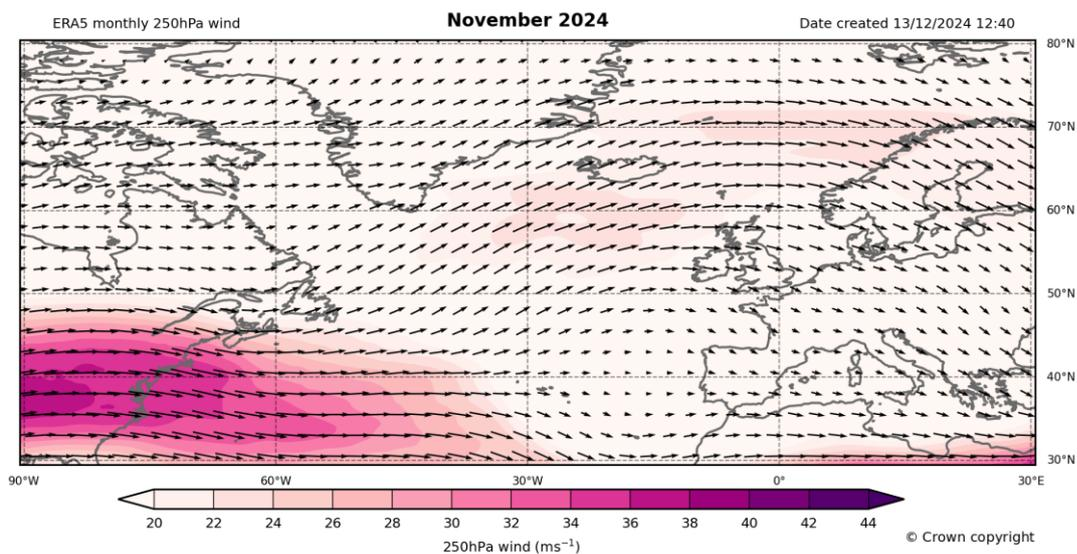 ERA5 monthly 250hPa wind
November 2024
Date created 13/12/2024 12:40
80°N
70°N
60°N
50°N
40°N
30°N
90°W 60°W 30°W 0° 30°E
20 22 24 26 28 30 32 34 36 38 40 42 44
250hPa wind (ms⁻¹)
© Crown copyright